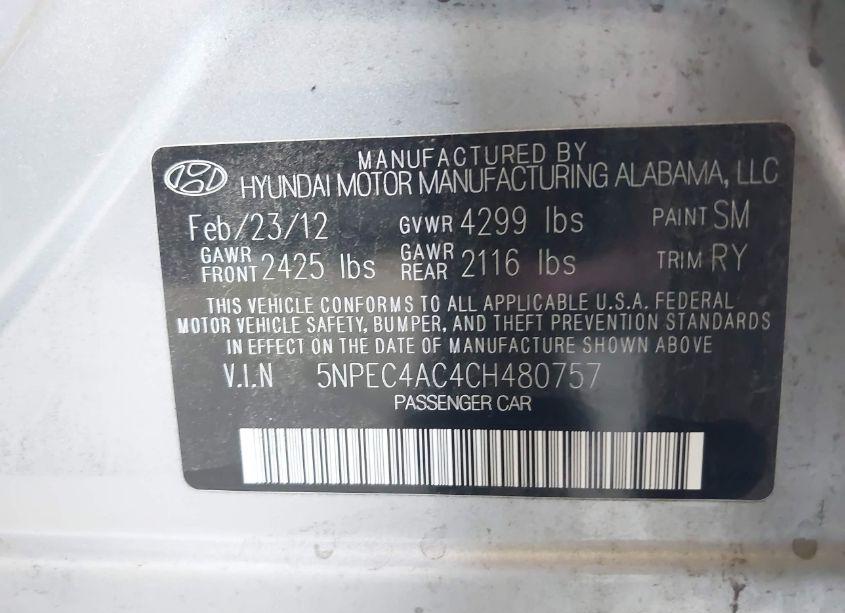 MANUFACTURED BY
HYUNDAI MOTOR MANUFACTURING ALABAMA, LLC
Feb/23/12 GVWR 4299 lbs PAINT SM
GAWR FRONT 2425 lbs GAWR REAR 2116 lbs TRIM RY
THIS VEHICLE CONFORMS TO ALL APPLICABLE U.S.A. FEDERAL
MOTOR VEHICLE SAFETY, BUMPER, AND THEFT PREVENTION STANDARDS
IN EFFECT ON THE DATE OF MANUFACTURE SHOWN ABOVE
V.I.N 5NPEC4AC4CH480757
PASSENGER CAR